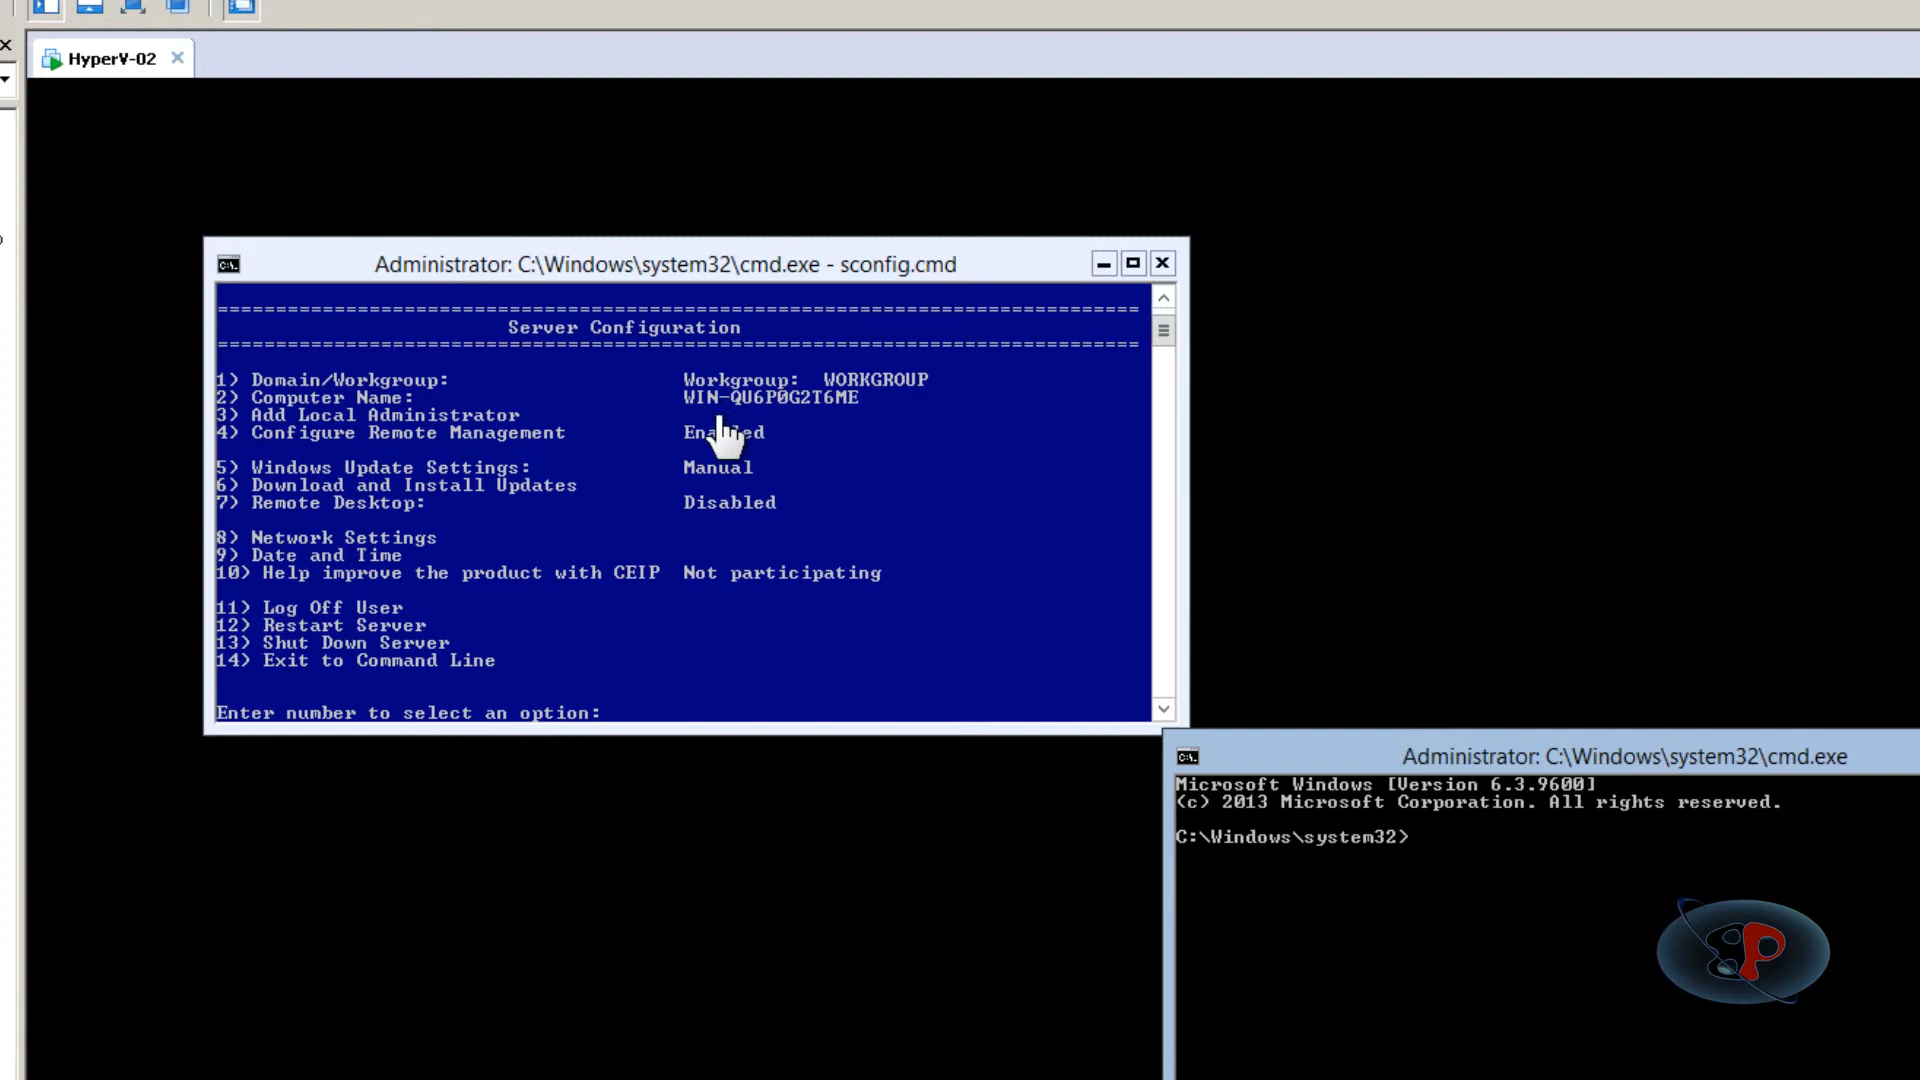 HyperV-02
Administrator: C:\Windows\system32\cmd.exe - sconfig.cmd
===============================================================================
Server Configuration
===============================================================================
1) Domain/Workgroup: Workgroup: WORKGROUP
2) Computer Name: WIN-QU6P0G2T6ME
3) Add Local Administrator
4) Configure Remote Management Enabled
5) Windows Update Settings: Manual
6) Download and Install Updates
7) Remote Desktop: Disabled
8) Network Settings
9) Date and Time
10) Help improve the product with CEIP Not participating
11) Log Off User
12) Restart Server
13) Shut Down Server
14) Exit to Command Line
Enter number to select an option:
Administrator: C:\Windows\system32\cmd.exe
Microsoft Windows [Version 6.3.9600]
(c) 2013 Microsoft Corporation. All rights reserved.
C:\Windows\system32>